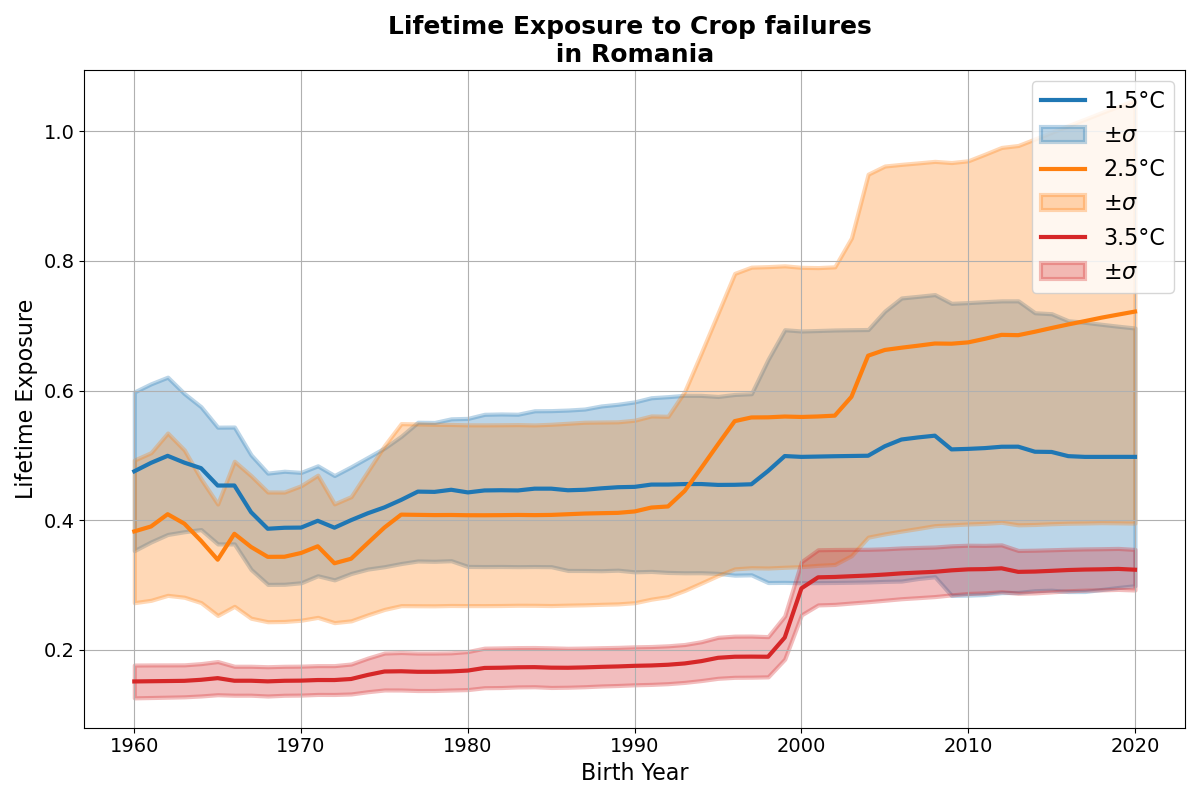 Lifetime Exposure to Crop failures
in Romania
1.5°C
±σ
2.5°C
±σ
3.5°C
±σ
Lifetime Exposure
1.0
0.8
0.6
0.4
0.2
1960
1970
1980
1990
2000
2010
2020
Birth Year